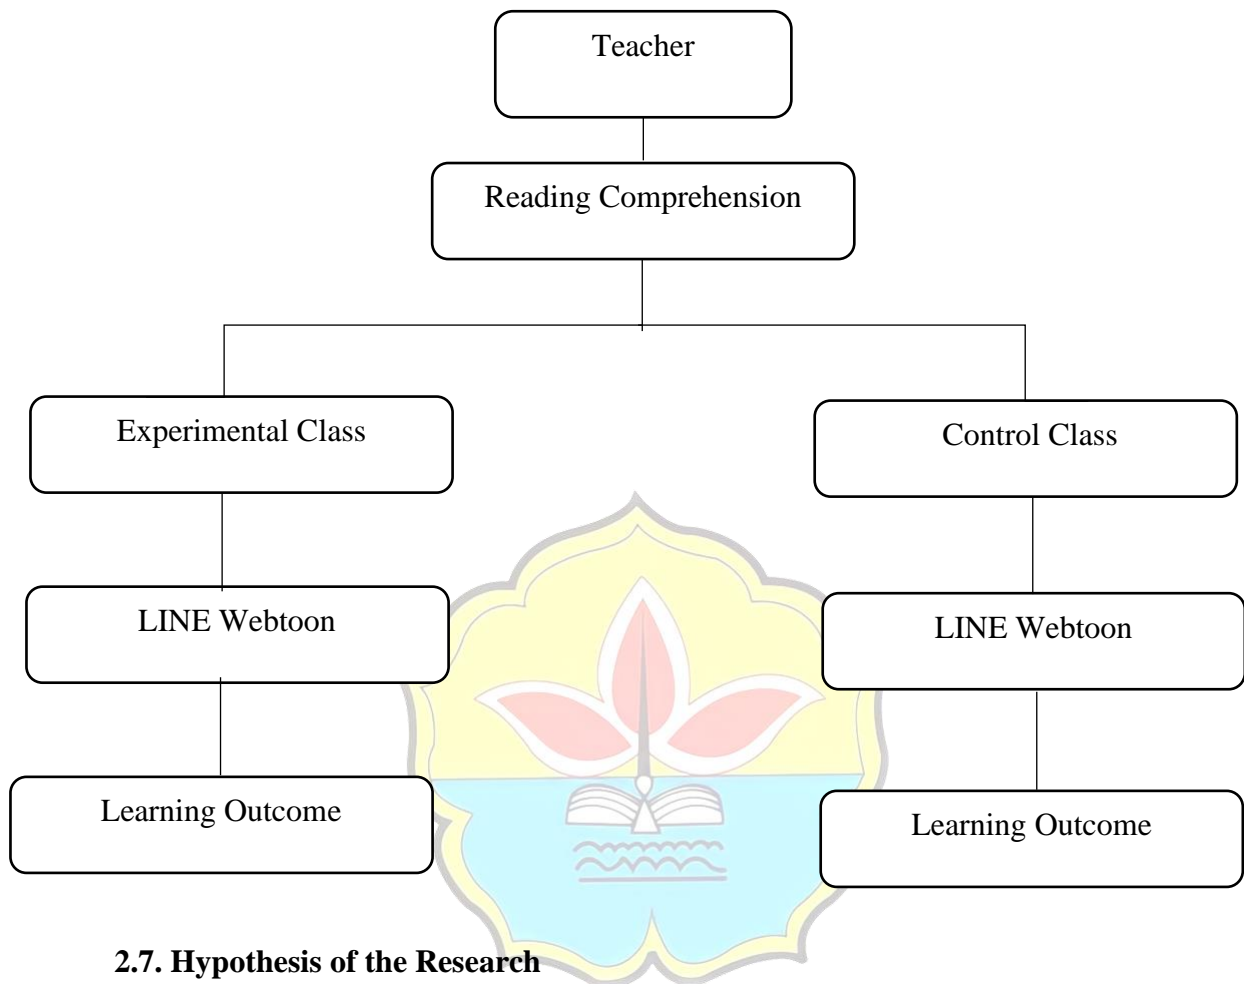 Teacher
Reading Comprehension
Experimental Class
Control Class
LINE Webtoon
LINE Webtoon
Learning Outcome
Learning Outcome
2.7. Hypothesis of the Research